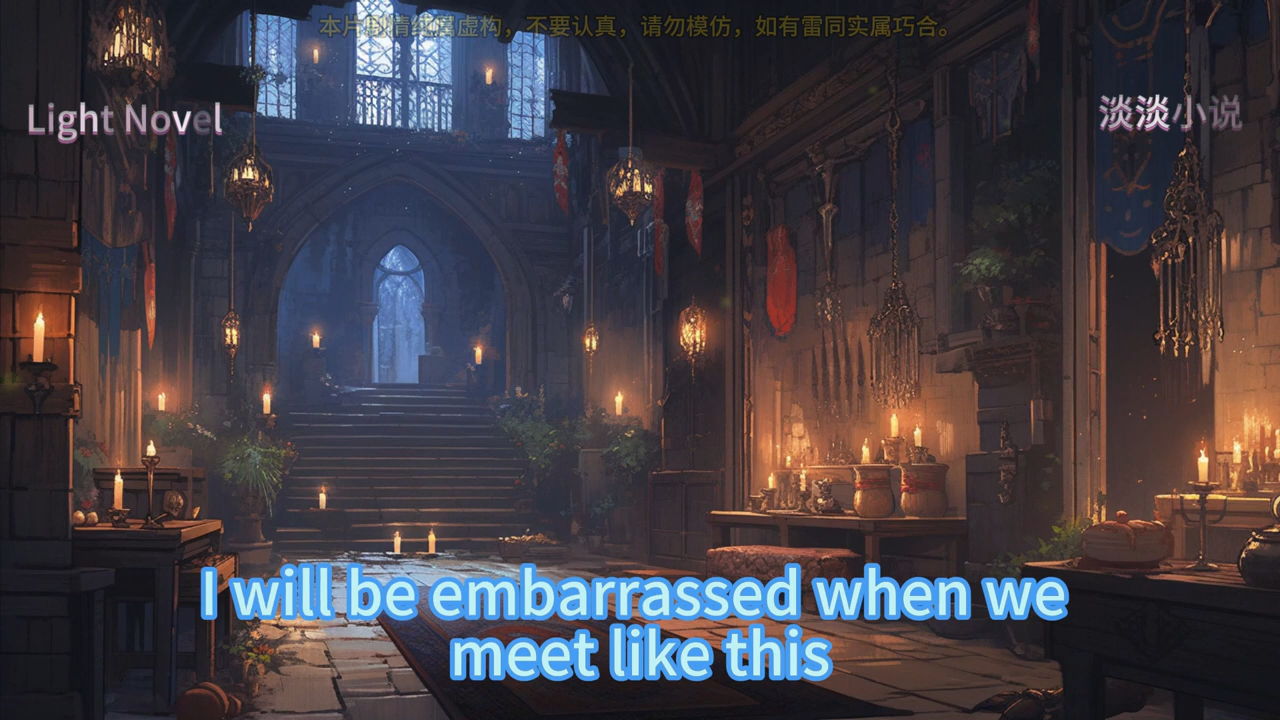 本片剧情纯属虚构，不要认真，请勿模仿，如有雷同实属巧合。
Light Novel
淡淡小说
I will be embarrassed when we
meet like this